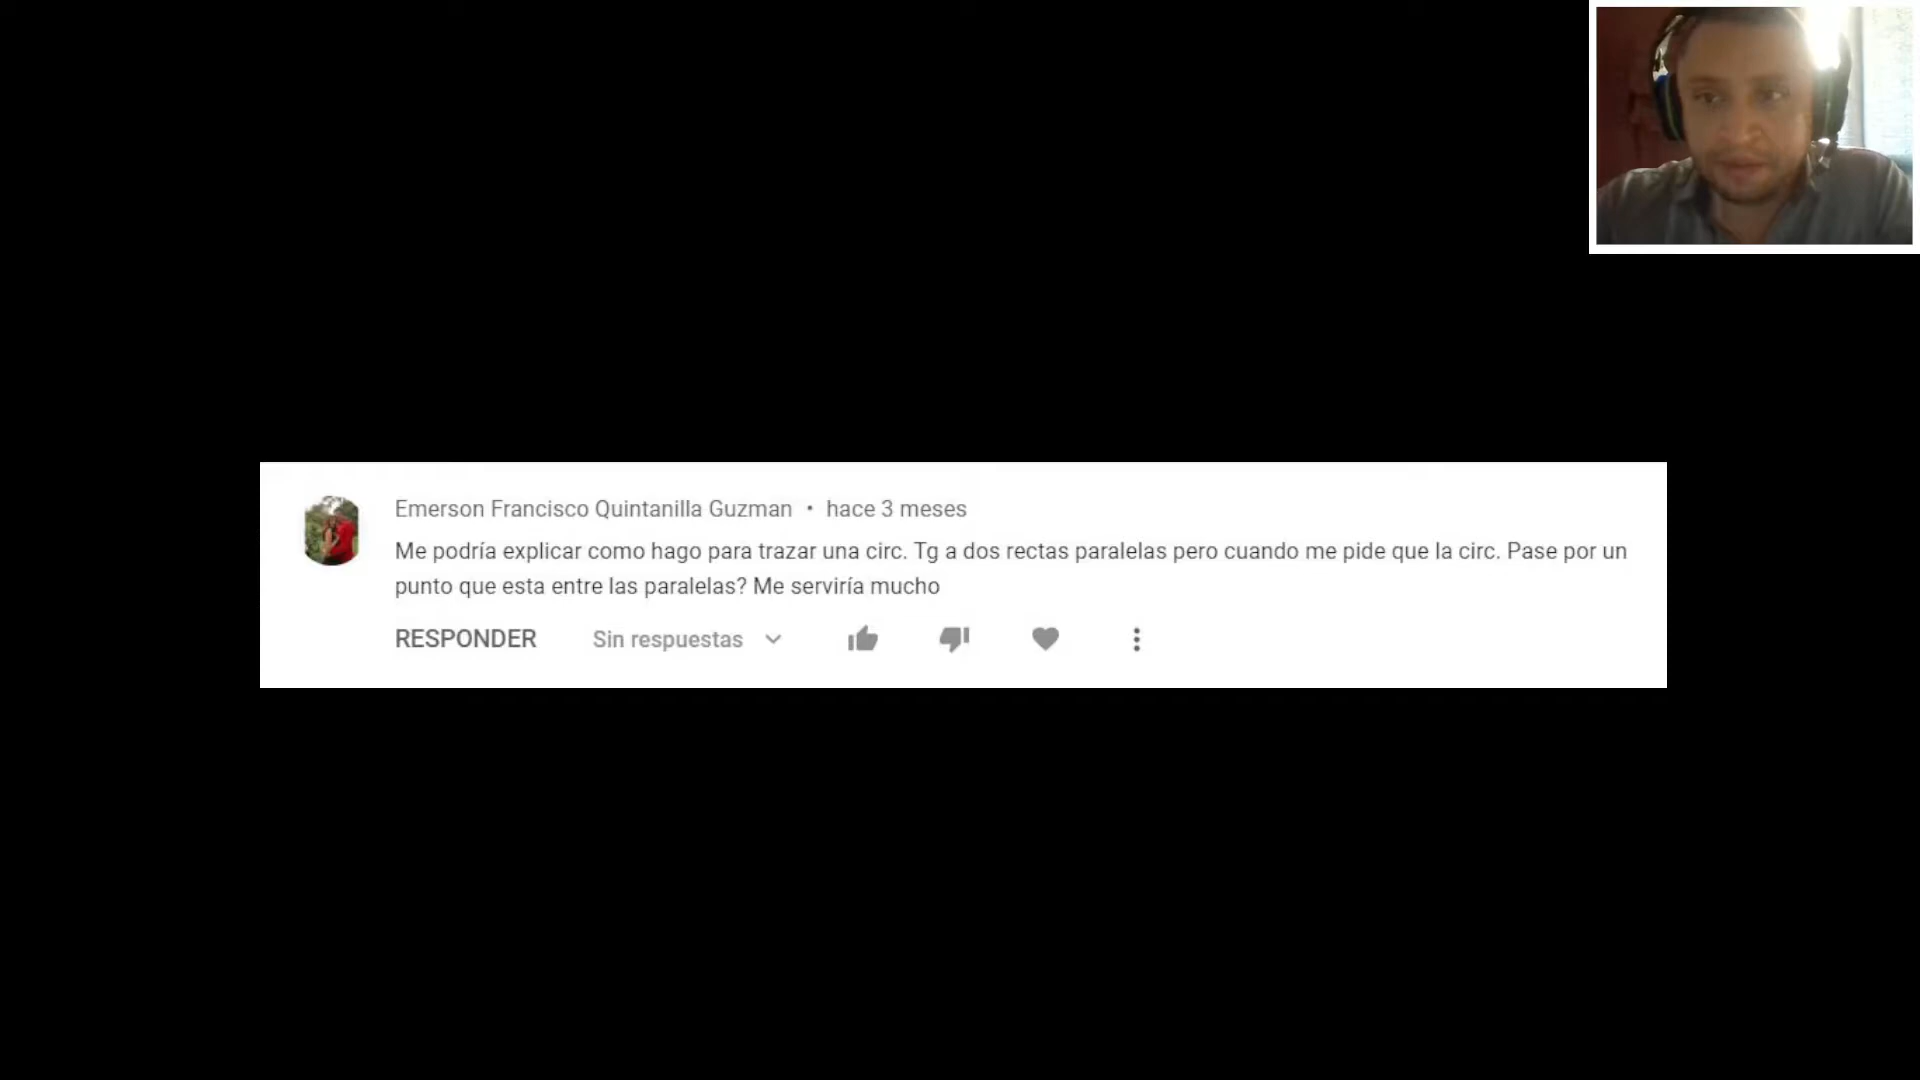 Emerson Francisco Quintanilla Guzman • hace 3 meses
Me podría explicar como hago para trazar una circ. Tg a dos rectas paralelas pero cuando me pide que la circ. Pase por un
punto que esta entre las paralelas? Me serviría mucho
RESPONDER Sin respuestas